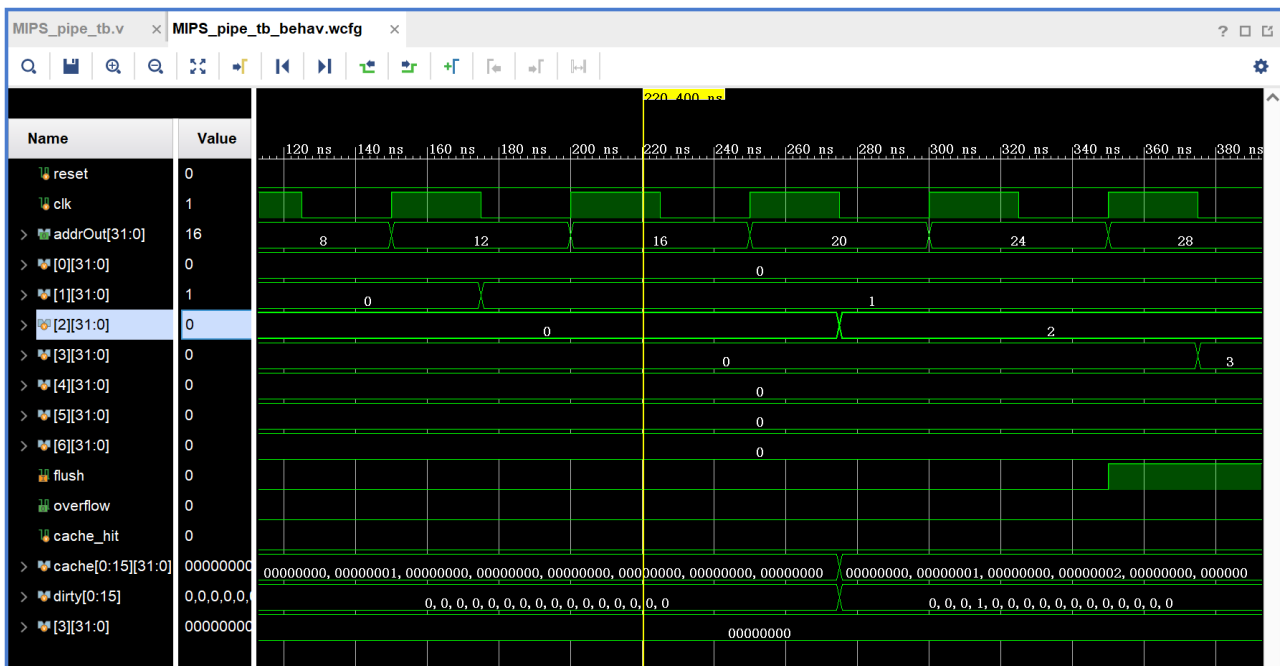 MIPS_pipe_tb.v × MIPS_pipe_tb_behav.wcfg × ?
220.400 ns
Name Value
120 ns 140 ns 160 ns 180 ns 200 ns 220 ns 240 ns 260 ns 280 ns 300 ns 320 ns 340 ns 360 ns 380 ns
reset 0
clk 1
addrOut[31:0] 16 8 12 16 20 24 28
[0][31:0] 0 0
[1][31:0] 1 0 1
[2][31:0] 0 0 2
[3][31:0] 0 0 3
[4][31:0] 0 0
[5][31:0] 0 0
[6][31:0] 0 0
flush 0
overflow 0
cache_hit 0
cache[0:15][31:0] 00000000 00000000,00000001,00000000,00000000,00000000,00000000,00000000,00000000 00000000,00000001,00000000,00000002,00000000,000000
dirty[0:15] 0,0,0,0,0, 0,0,0,0,0,0,0,0,0,0,0,0,0,0,0,0 0,0,0,1,0,0,0,0,0,0,0,0,0,0,0,0
[3][31:0] 00000000 00000000